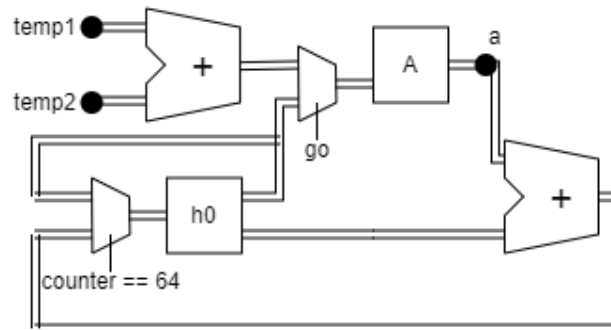 temp1
+
a
A
temp2
go
h0
+
counter == 64